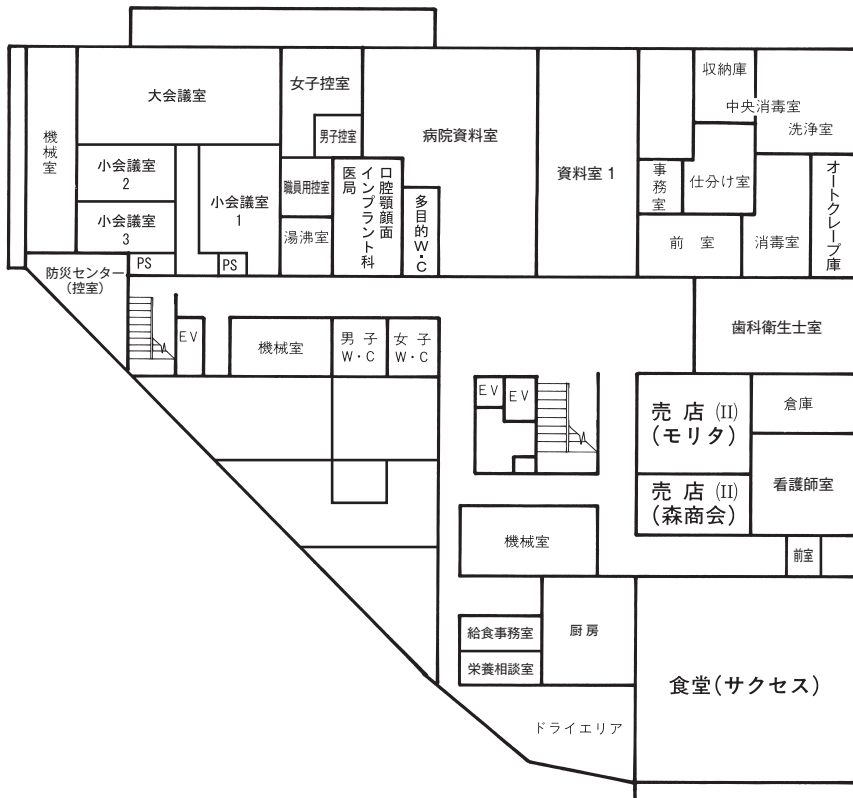 大会議室
機械室
小会議室
2
小会議室
3
小会議室
1
PS
PS
防災センター
(控室)
女子控室
男子控室
職員用控室
湯沸室
口腔顎顔面
インプラント科
医局
病院資料室
多目的W・C
資料室1
収納庫
中央消毒室
洗浄室
事務室
仕分け室
前 室
消毒室
オートクレーブ庫
EV
機械室
男 子
W・C
女 子
W・C
EV
EV
歯科衛生士室
売 店 (II)
(モリタ)
倉庫
売 店 (II)
(森商会)
看護師室
前室
機械室
給食事務室
栄養相談室
厨房
食堂(サクセス)
ドライエリア